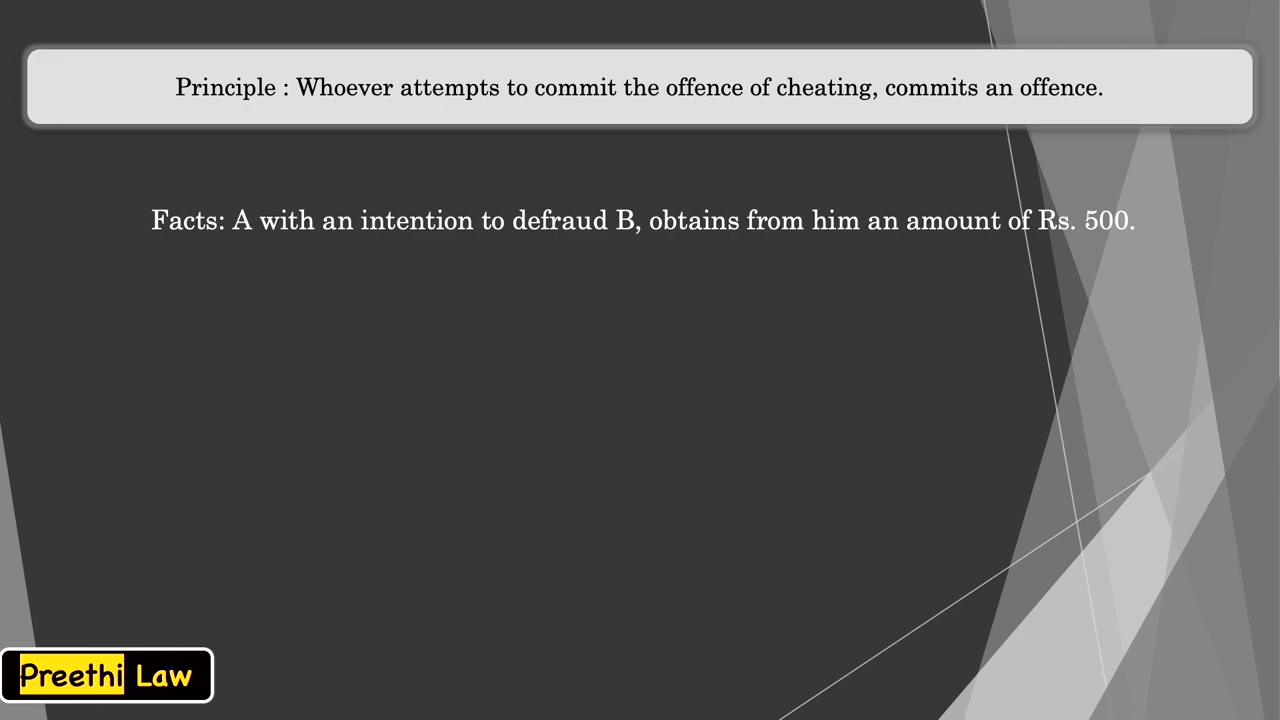 Principle : Whoever attempts to commit the offence of cheating, commits an offence.
Facts: A with an intention to defraud B, obtains from him an amount of Rs. 500.
Preethi Law